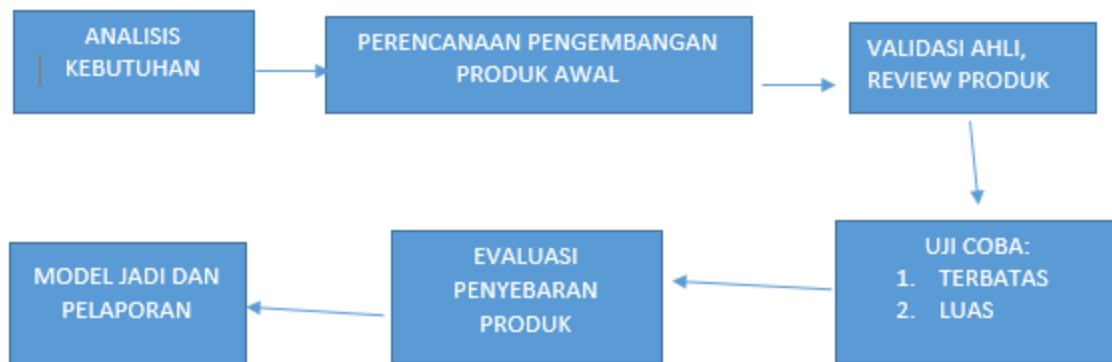 ANALISIS
KEBUTUHAN
PERENCANAAN PENGEMBANGAN
PRODUK AWAL
VALIDASI AHLI,
REVIEW PRODUK
UJI COBA:
1. TERBATAS
2. LUAS
EVALUASI
PENYEBARAN
PRODUK
MODEL JADI DAN
PELAPORAN